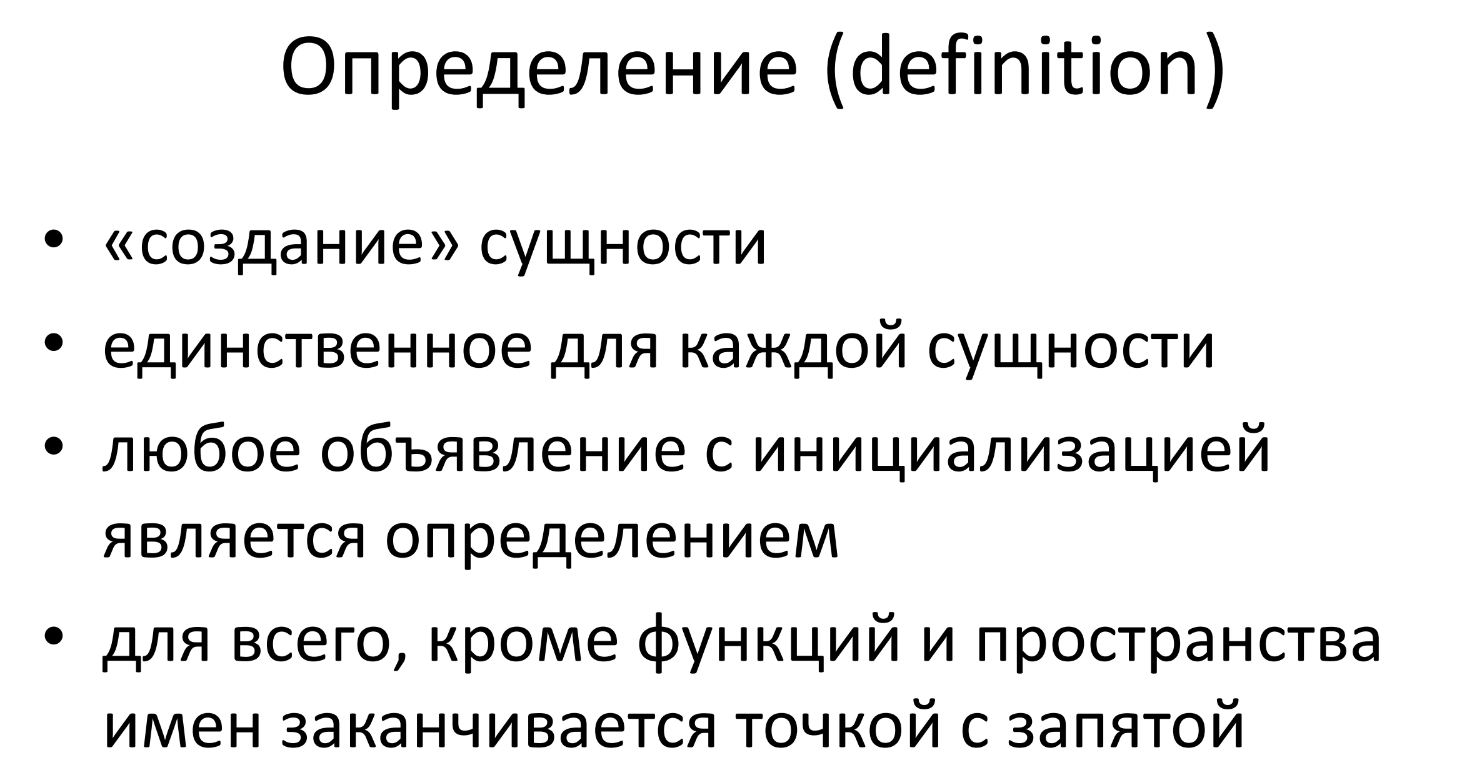 Определение (definition)
• «создание» сущности
• единственное для каждой сущности
• любое объявление с инициализацией
является определением
• для всего, кроме функций и пространства
имен заканчивается точкой с запятой